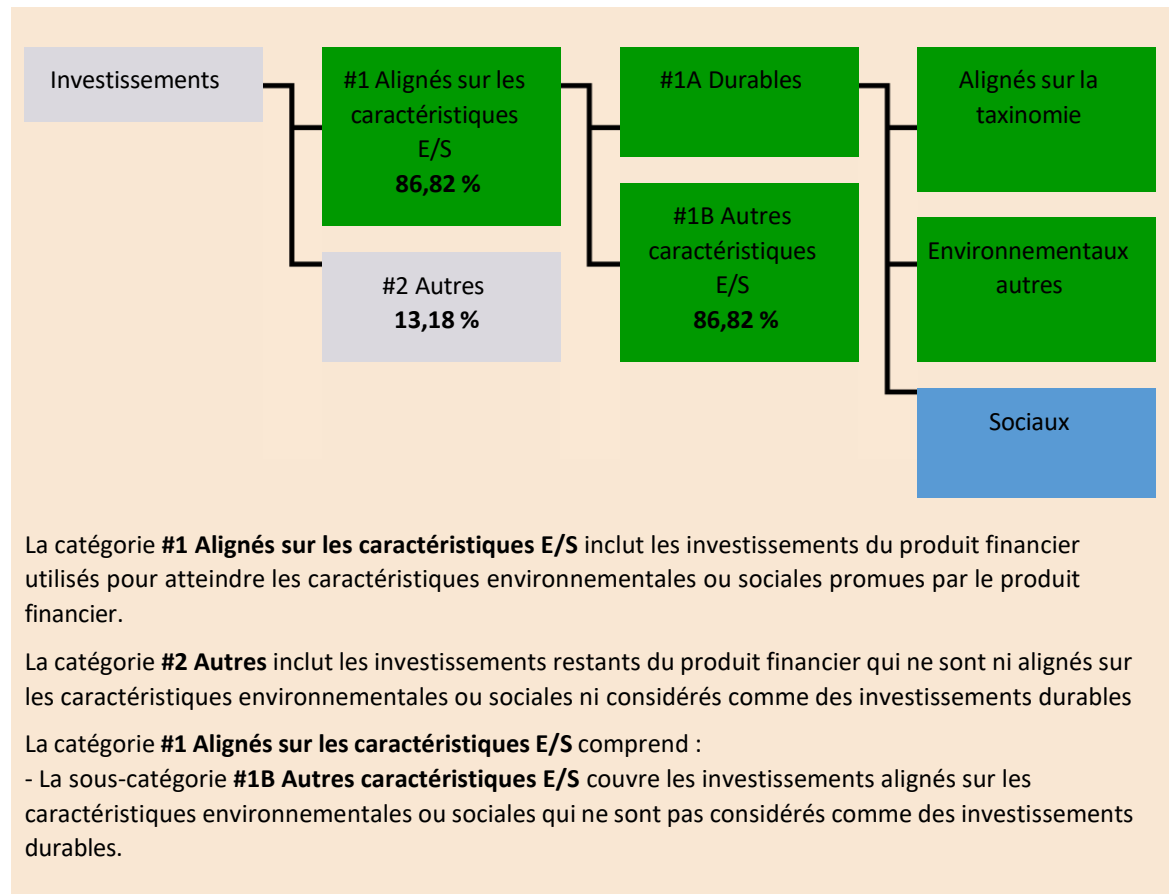 Investissements
#1 Alignés sur les
caractéristiques
E/S
86,82 %
#2 Autres
13,18 %
#1A Durables
#1B Autres
caractéristiques
E/S
86,82 %
Alignés sur la
taxinomie
Environnementaux
autres
Sociaux
La catégorie #1 Alignés sur les caractéristiques E/S inclut les investissements du produit financier
utilisés pour atteindre les caractéristiques environnementales ou sociales promues par le produit
financier.
La catégorie #2 Autres inclut les investissements restants du produit financier qui ne sont ni alignés sur
les caractéristiques environnementales ou sociales ni considérés comme des investissements durables
La catégorie #1 Alignés sur les caractéristiques E/S comprend :
- La sous-catégorie #1B Autres caractéristiques E/S couvre les investissements alignés sur les
caractéristiques environnementales ou sociales qui ne sont pas considérés comme des investissements
durables.